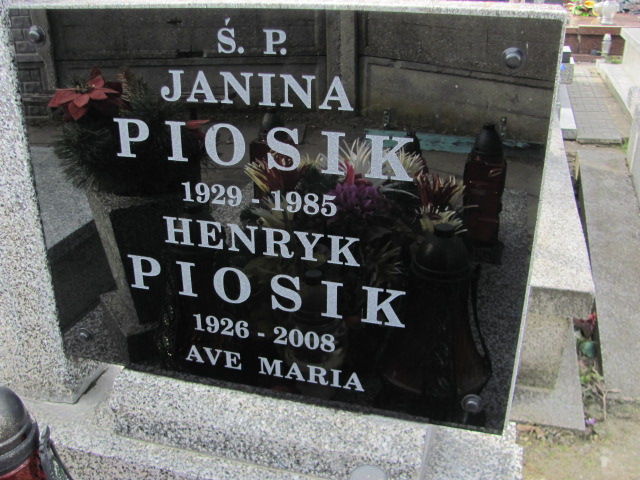 Ś. P.
JANINA
PIOSIK
1929 - 1985
HENRYK
PIOSIK
1926 - 2008
AVE MARIA